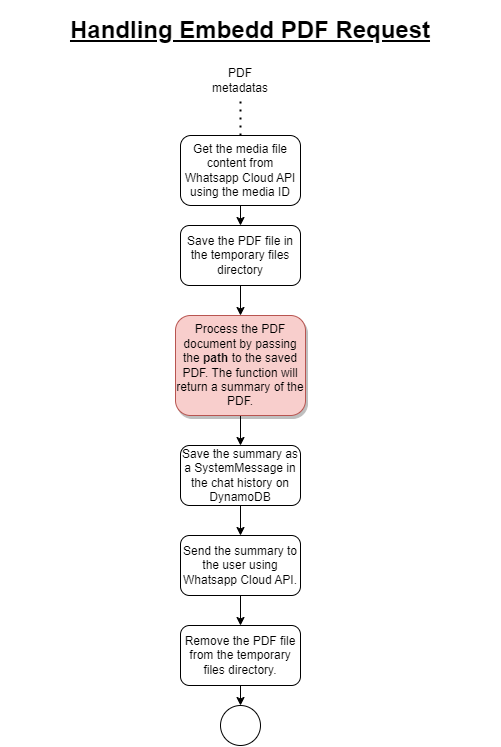 Handling Embedd PDF Request
PDF
metadatas
Get the media file
content from
Whatsapp Cloud API
using the media ID
Save the PDF file in
the temporary files
directory
Process the PDF
document by passing
the path to the saved
PDF. The function will
return a summary of the
PDF.
Save the summary as
a SystemMessage in
the chat history on
DynamoDB
Send the summary to
the user using
Whatsapp Cloud API.
Remove the PDF file
from the temporary
files directory.